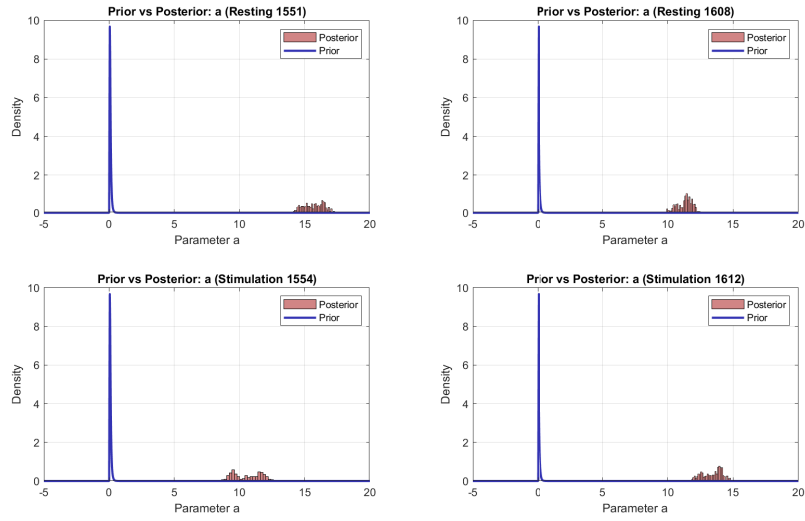 Prior vs Posterior: a (Resting 1551)
10
8
6
4
2
0
Density
-5 0 5 10 15 20
Parameter a
Posterior
Prior
Prior vs Posterior: a (Resting 1608)
10
8
6
4
2
0
Density
-5 0 5 10 15 20
Parameter a
Posterior
Prior
Prior vs Posterior: a (Stimulation 1554)
10
8
6
4
2
0
Density
-5 0 5 10 15 20
Parameter a
Posterior
Prior
Prior vs Posterior: a (Stimulation 1612)
10
8
6
4
2
0
Density
-5 0 5 10 15 20
Parameter a
Posterior
Prior